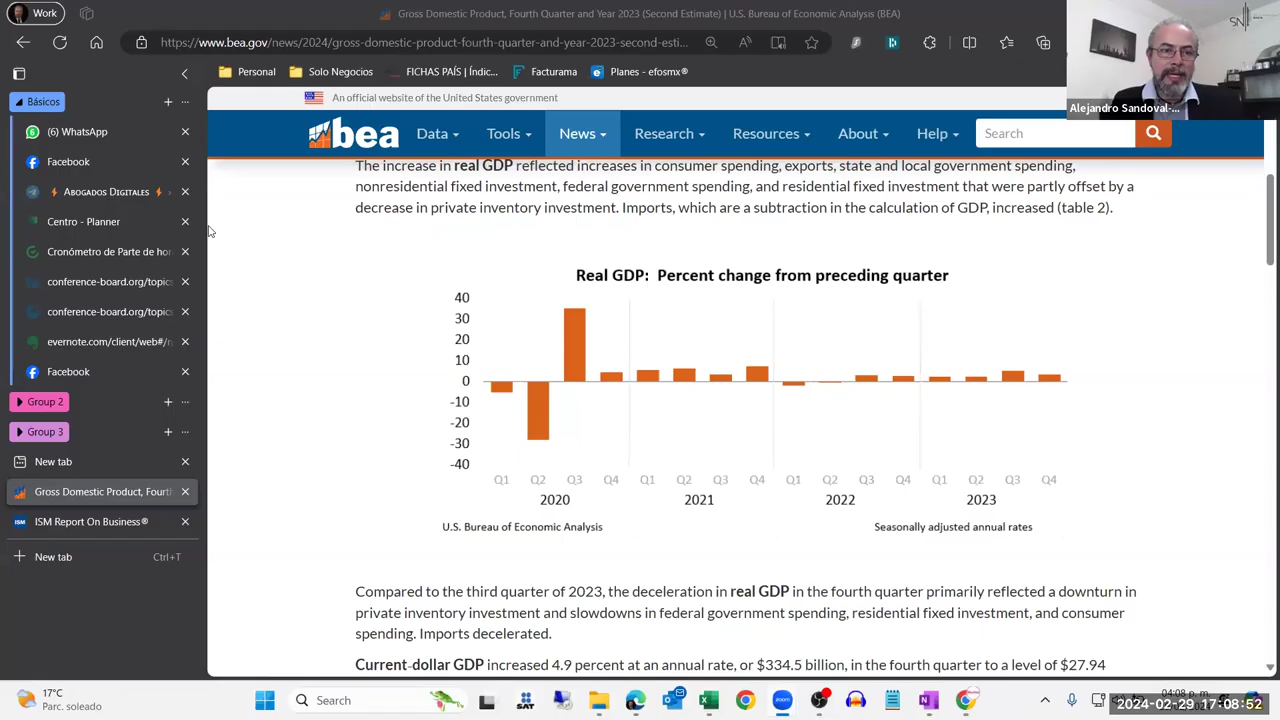 Work
Gross Domestic Product, Fourth Quarter and Year 2023 (Second Estimate) | U.S. Bureau of Economic Analysis (BEA)
https://www.bea.gov/news/2024/gross-domestic-product-fourth-quarter-and-year-2023-second-esti...
Personal
Solo Negocios
FICHAS PAÍS | Índic...
Facturama
Planes - efosmx®
Alejandro Sandoval-...
Básicos
(6) WhatsApp
Facebook
ABOGADOS DIGITALES
Centro - Planner
Cronómetro de Parte de hor
conference-board.org/topics
conference-board.org/topics
evernote.com/client/web#/n
Facebook
Group 2
Group 3
New tab
Gross Domestic Product, Fourt
ISM Report On Business®
New tab
Ctrl+T
An official website of the United States government
bea
Data
Tools
News
Research
Resources
About
Help
Search
The increase in real GDP reflected increases in consumer spending, exports, state and local government spending,
nonresidential fixed investment, federal government spending, and residential fixed investment that were partly offset by a
decrease in private inventory investment. Imports, which are a subtraction in the calculation of GDP, increased (table 2).
Real GDP: Percent change from preceding quarter
40
30
20
10
0
-10
-20
-30
-40
Q1 Q2 Q3 Q4 Q1 Q2 Q3 Q4 Q1 Q2 Q3 Q4 Q1 Q2 Q3 Q4
2020 2021 2022 2023
U.S. Bureau of Economic Analysis
Seasonally adjusted annual rates
Compared to the third quarter of 2023, the deceleration in real GDP in the fourth quarter primarily reflected a downturn in
private inventory investment and slowdowns in federal government spending, residential fixed investment, and consumer
spending. Imports decelerated.
Current-dollar GDP increased 4.9 percent at an annual rate, or $334.5 billion, in the fourth quarter to a level of $27.94
17°C
Parc. soleado
Search
SAT
04:08 p. m.
2024-02-29 17:08:52